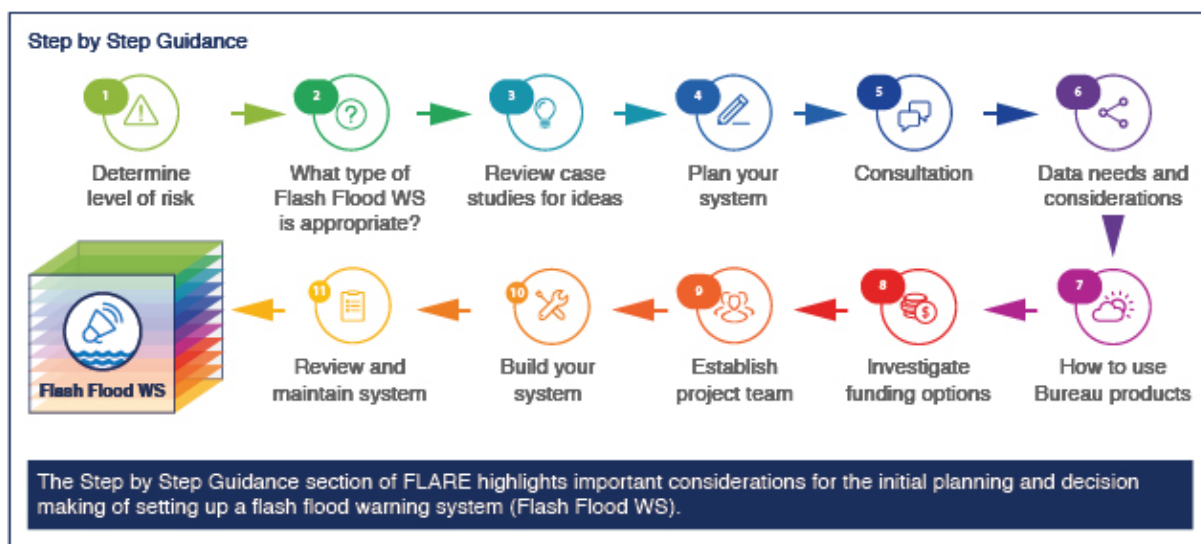 Step by Step Guidance
1
Determine
level of risk
2
What type of
Flash Flood WS
is appropriate?
3
Review case
studies for ideas
4
Plan your
system
5
Consultation
6
Data needs and
considerations
7
How to use
Bureau products
8
Investigate
funding options
9
Establish
project team
10
Build your
system
11
Review and
maintain system
Flash Flood WS
The Step by Step Guidance section of FLARE highlights important considerations for the initial planning and decision
making of setting up a flash flood warning system (Flash Flood WS).